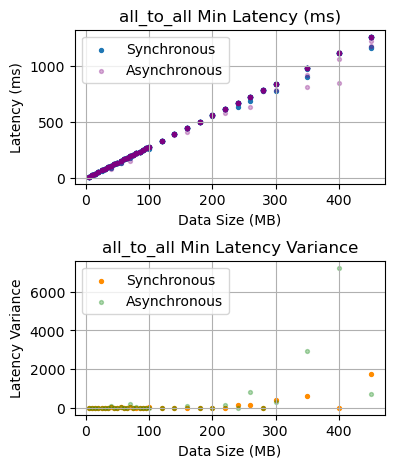 all_to_all Min Latency (ms)
Synchronous
Asynchronous
Latency (ms)
1000
500
0
0 100 200 300 400
Data Size (MB)
all_to_all Min Latency Variance
Synchronous
Asynchronous
Latency Variance
6000
4000
2000
0
0 100 200 300 400
Data Size (MB)